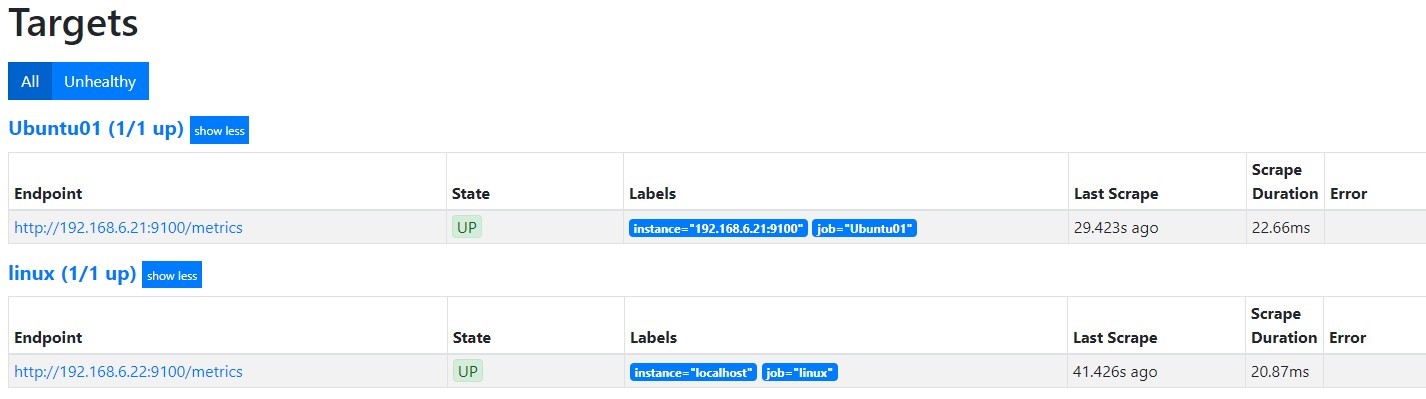 Targets
All Unhealthy
Ubuntu01 (1/1 up) show less
Endpoint State Labels Last Scrape Scrape Duration Error
http://192.168.6.21:9100/metrics UP instance="192.168.6.21:9100" job="Ubuntu01" 29.423s ago 22.66ms
linux (1/1 up) show less
Endpoint State Labels Last Scrape Scrape Duration Error
http://192.168.6.22:9100/metrics UP instance="localhost" job="linux" 41.426s ago 20.87ms